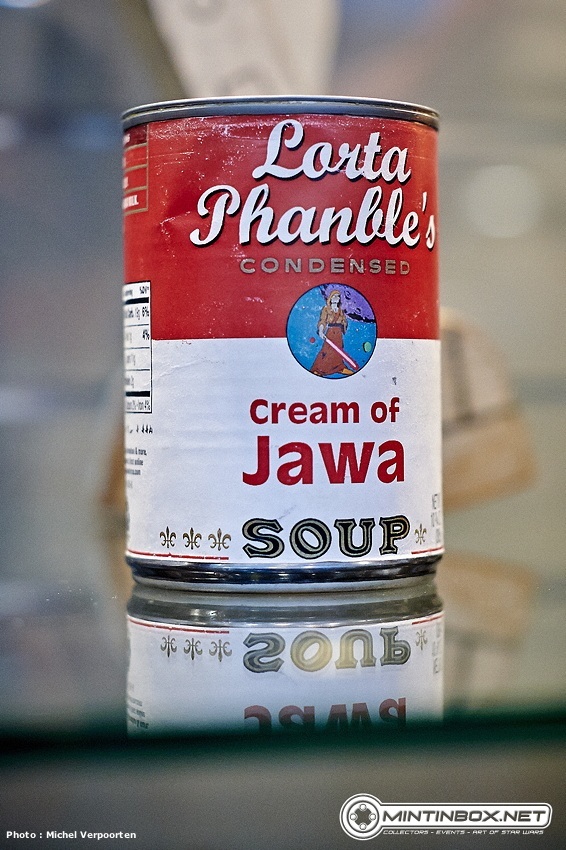 Lorta
Phanble's
CONDENSED
Cream of
Jawa
SOUP
MINTINBOX.NET
COLLECTORS - EVENTS - ART OF STAR WARS
Photo : Michel Verpoorten